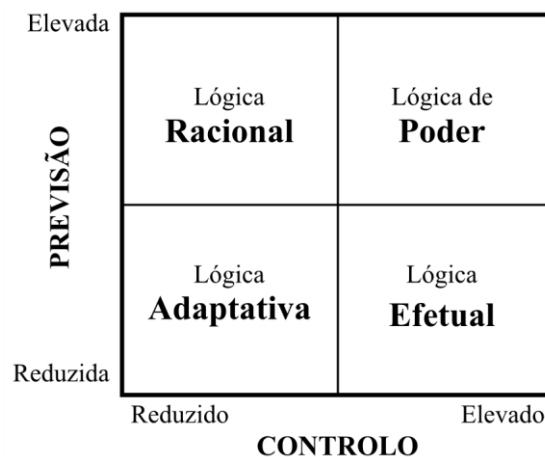 Elevada
Lógica
Racional
Lógica de
Poder
PREVISÃO
Lógica
Adaptativa
Lógica
Efetual
Reduzida
Reduzido
Elevado
CONTROLO